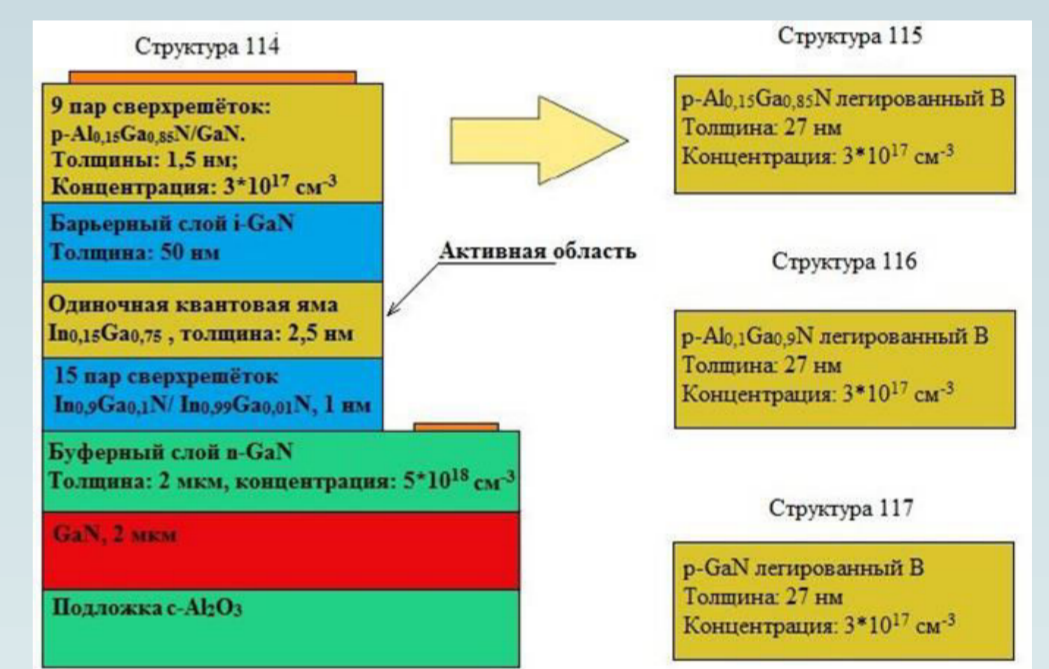 Структура 114
9 пар сверхрешёток:
p-Al0,15Ga0,85N/GaN.
Толщины: 1,5 нм;
Концентрация: 3*10^17 см^-3
Барьерный слой i-GaN
Толщина: 50 нм
Активная область
Одиночная квантовая яма
In0,15Ga0,75 , толщина: 2,5 нм
15 пар сверхрешёток
In0,9Ga0,1N/ In0,99Ga0,01N, 1 нм
Буферный слой n-GaN
Толщина: 2 мкм, концентрация: 5*10^18 см^-3
GaN, 2 мкм
Подложка c-Al2O3
Структура 115
p-Al0,15Ga0,85N легированный B
Толщина: 27 нм
Концентрация: 3*10^17 см^-3
Структура 116
p-Al0,1Ga0,9N легированный B
Толщина: 27 нм
Концентрация: 3*10^17 см^-3
Структура 117
p-GaN легированный B
Толщина: 27 нм
Концентрация: 3*10^17 см^-3